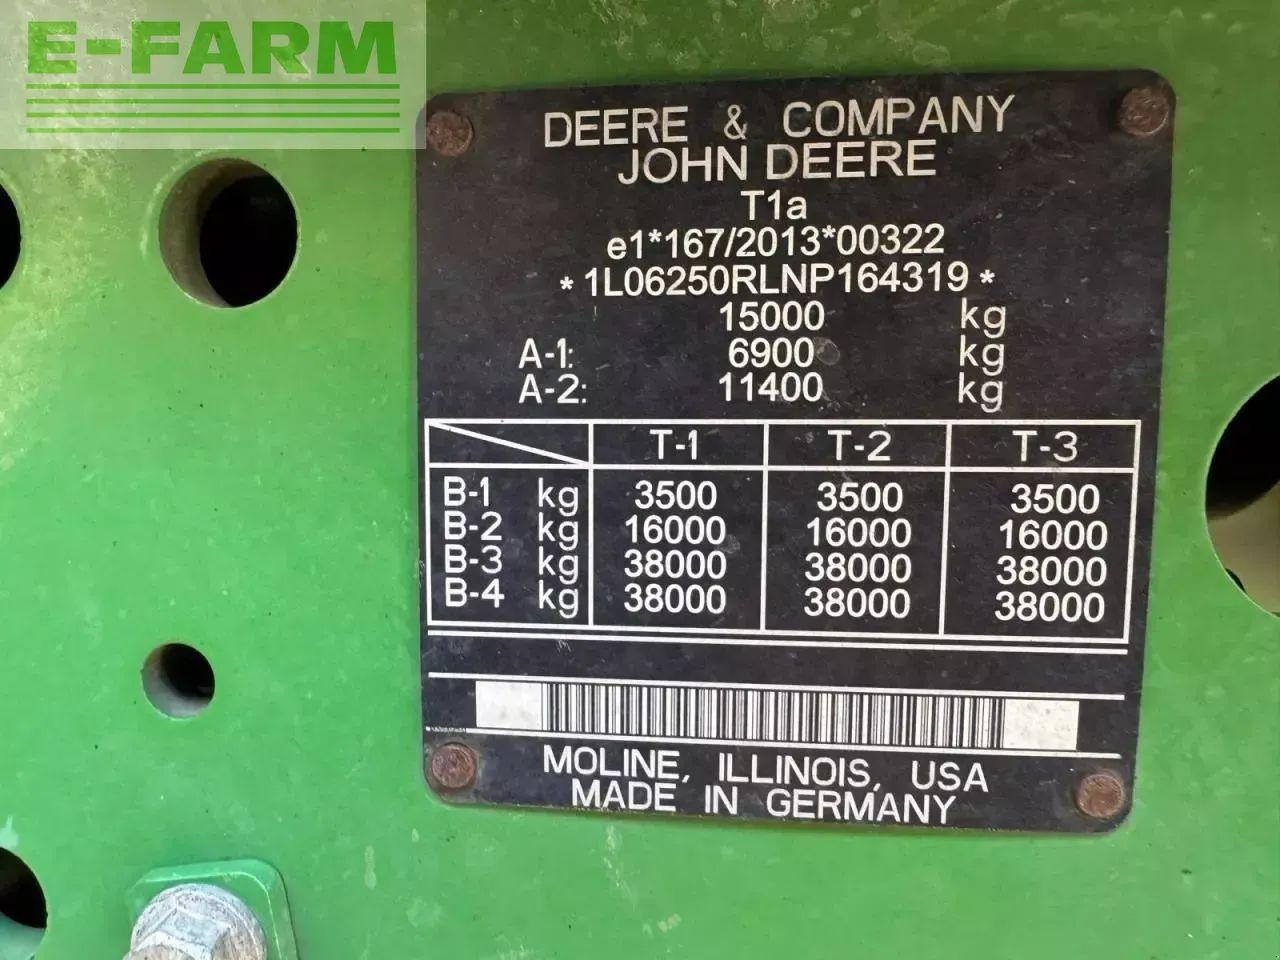 E-FARM
DEERE & COMPANY
JOHN DEERE
T1a
e1*167/2013*00322
*1L06250RLNP164319*
15000 kg
A-1: 6900 kg
A-2: 11400 kg
T-1 T-2 T-3
B-1 kg 3500 3500 3500
B-2 kg 16000 16000 16000
B-3 kg 38000 38000 38000
B-4 kg 38000 38000 38000
MOLINE, ILLINOIS, USA
MADE IN GERMANY